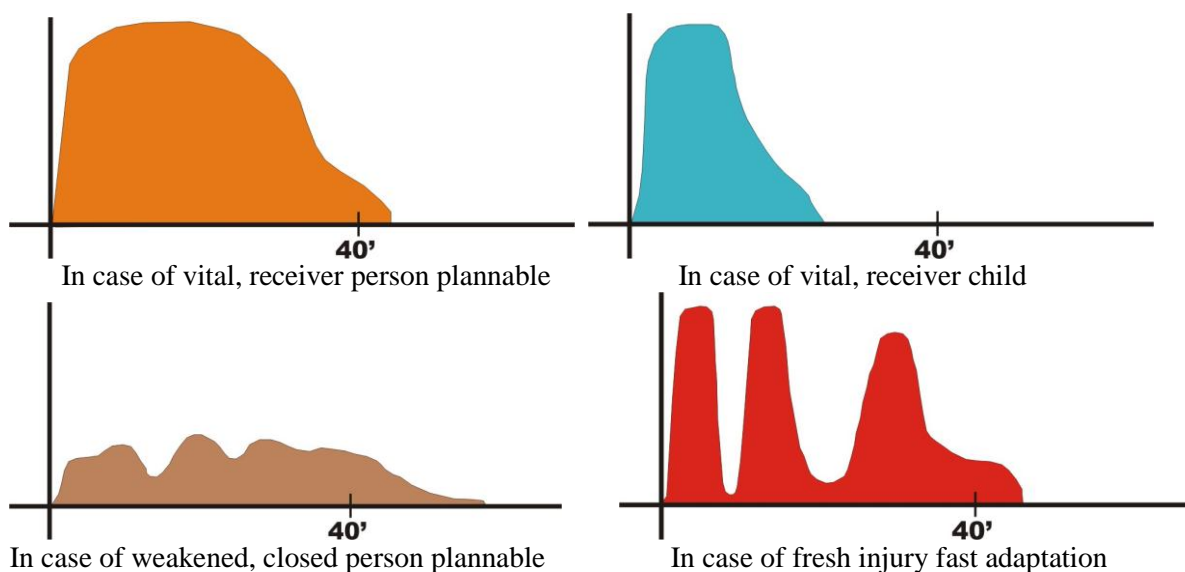 40’
In case of vital, receiver person plannable
40’
In case of vital, receiver child
40’
In case of weakened, closed person plannable
40’
In case of fresh injury fast adaptation